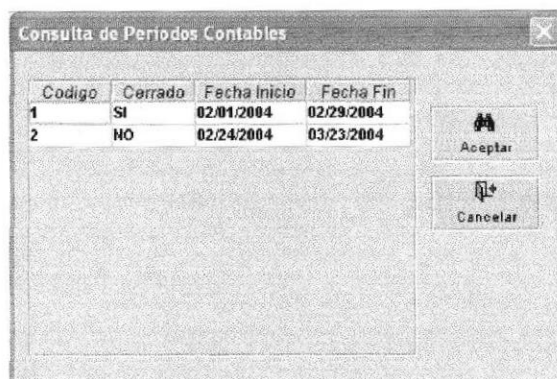 Consulta de Períodos Contables
Codigo Cerrado Fecha Inicio Fecha Fin
1 SI 02/01/2004 02/29/2004
2 NO 02/24/2004 03/23/2004
Aceptar
Cancelar